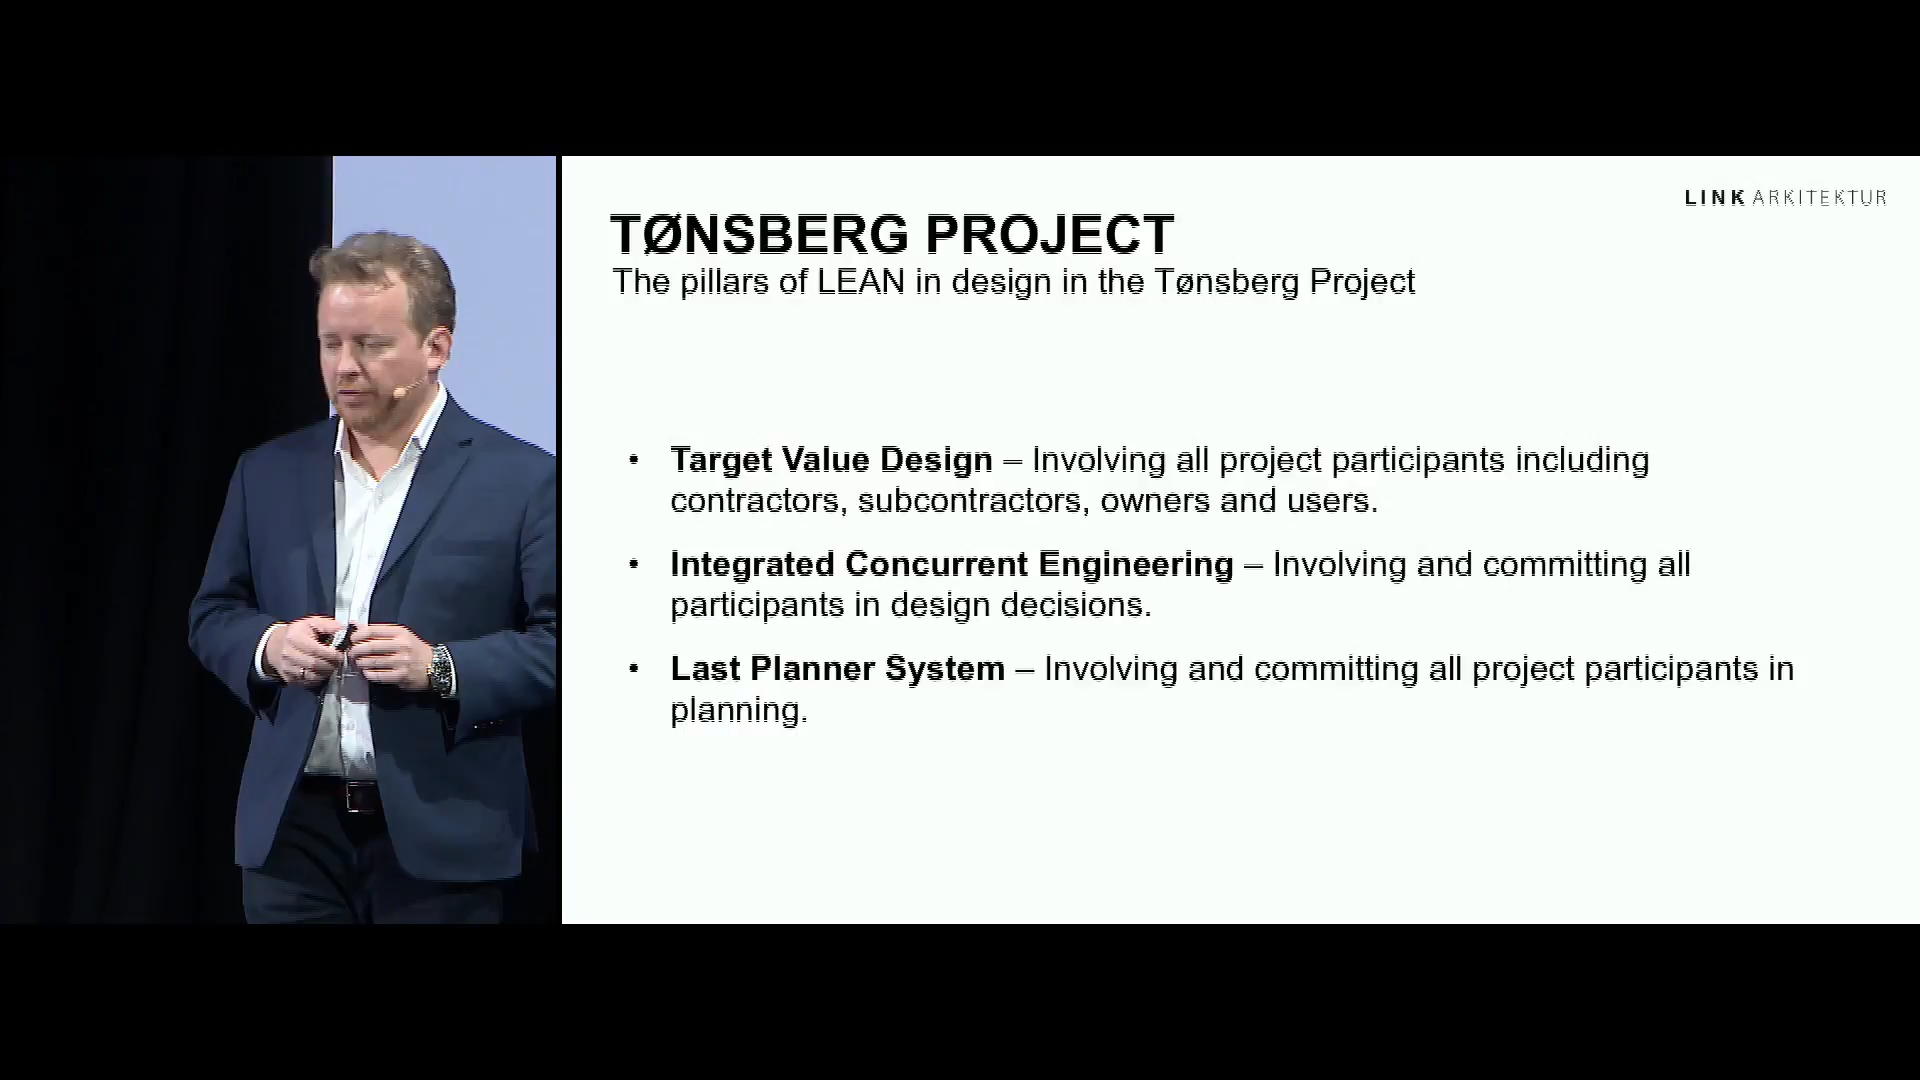 LINK ARKITEKTUR
TØNSBERG PROJECT
The pillars of LEAN in design in the Tønsberg Project
• Target Value Design – Involving all project participants including
contractors, subcontractors, owners and users.
• Integrated Concurrent Engineering – Involving and committing all
participants in design decisions.
• Last Planner System – Involving and committing all project participants in
planning.